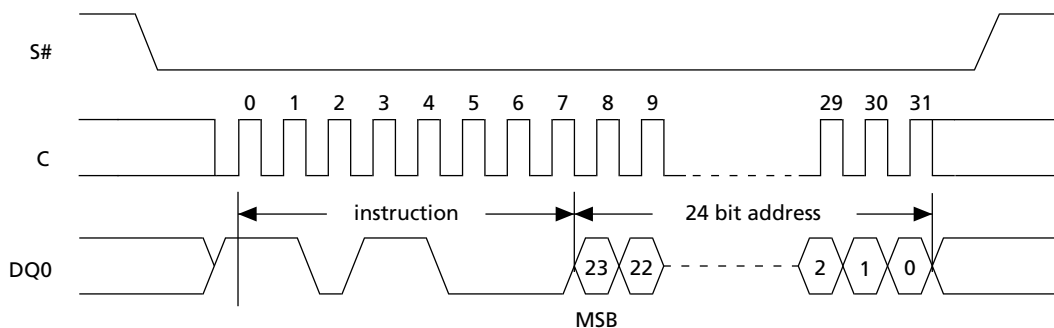 S#
0 1 2 3 4 5 6 7 8 9 29 30 31
C
instruction 24 bit address
DQ0 23 22 2 1 0
MSB